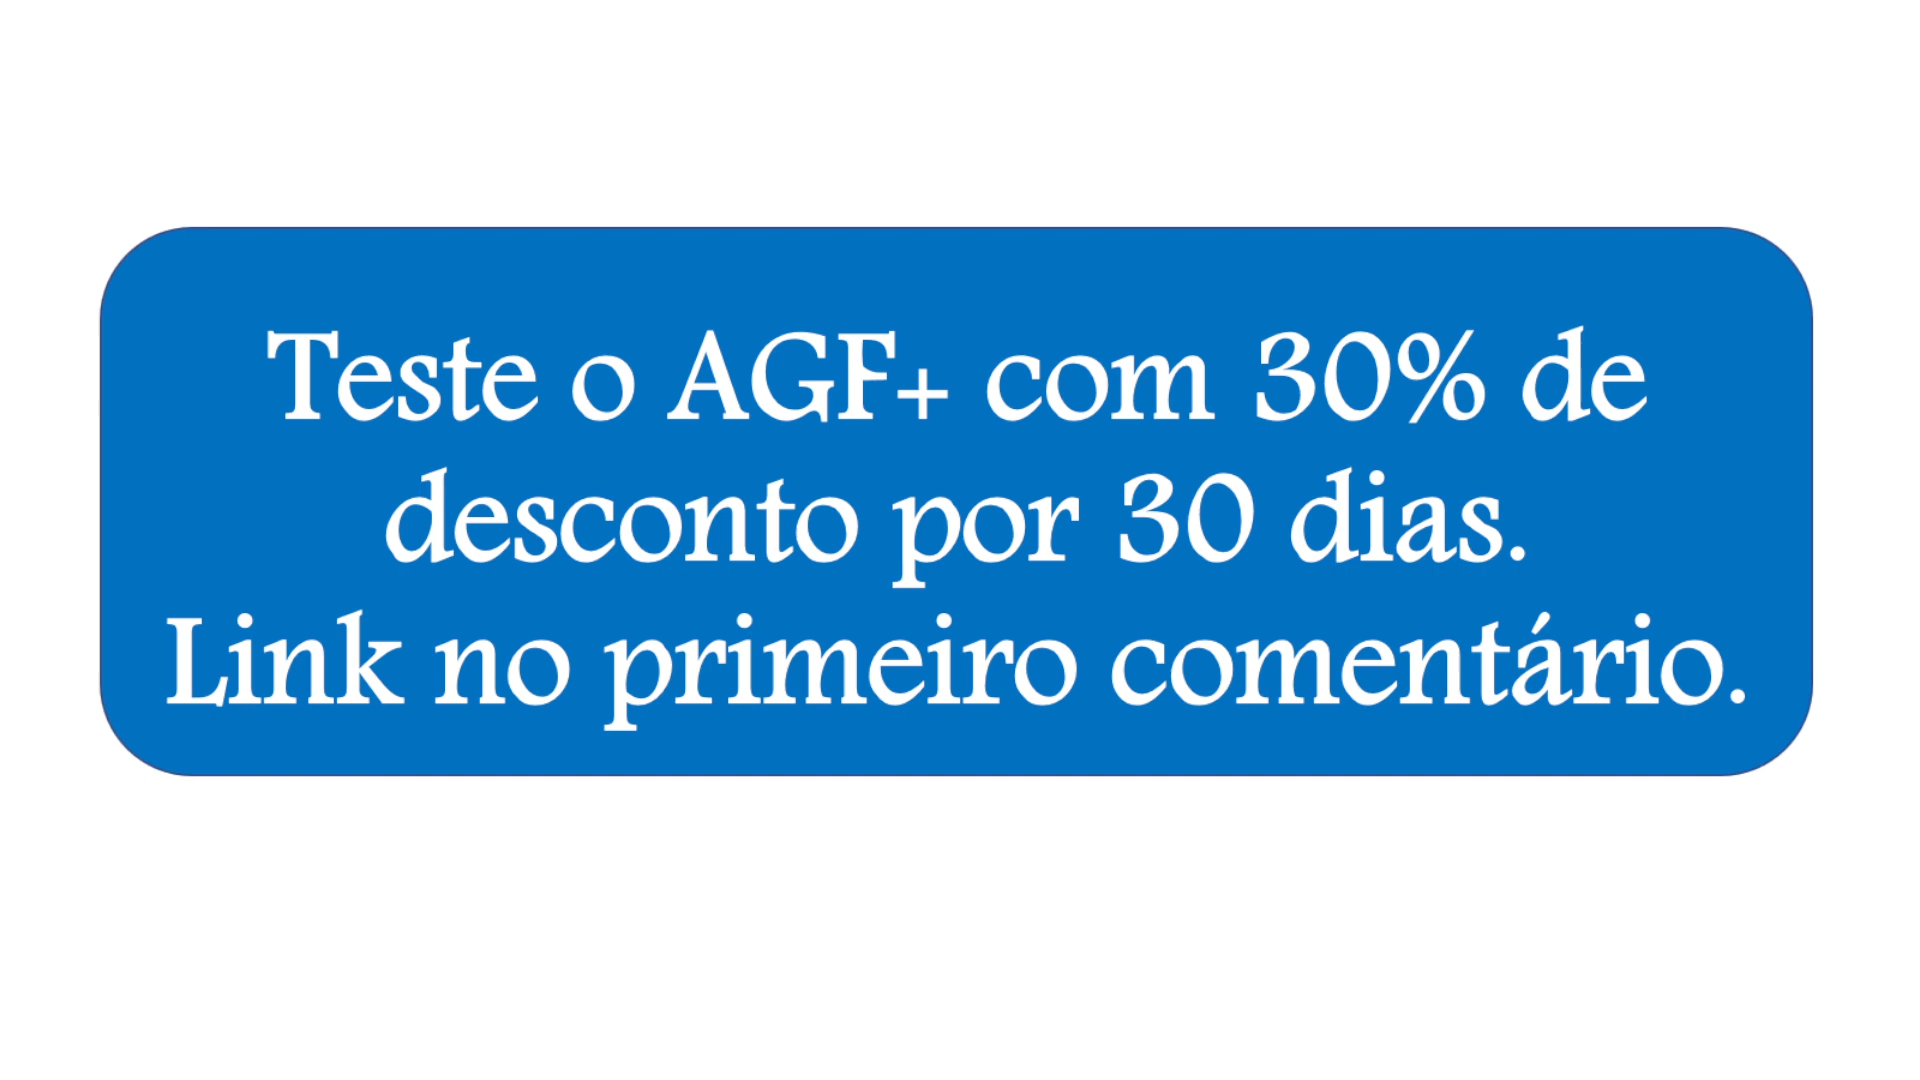 Teste o AGF+ com 30% de
desconto por 30 dias.
Link no primeiro comentário.